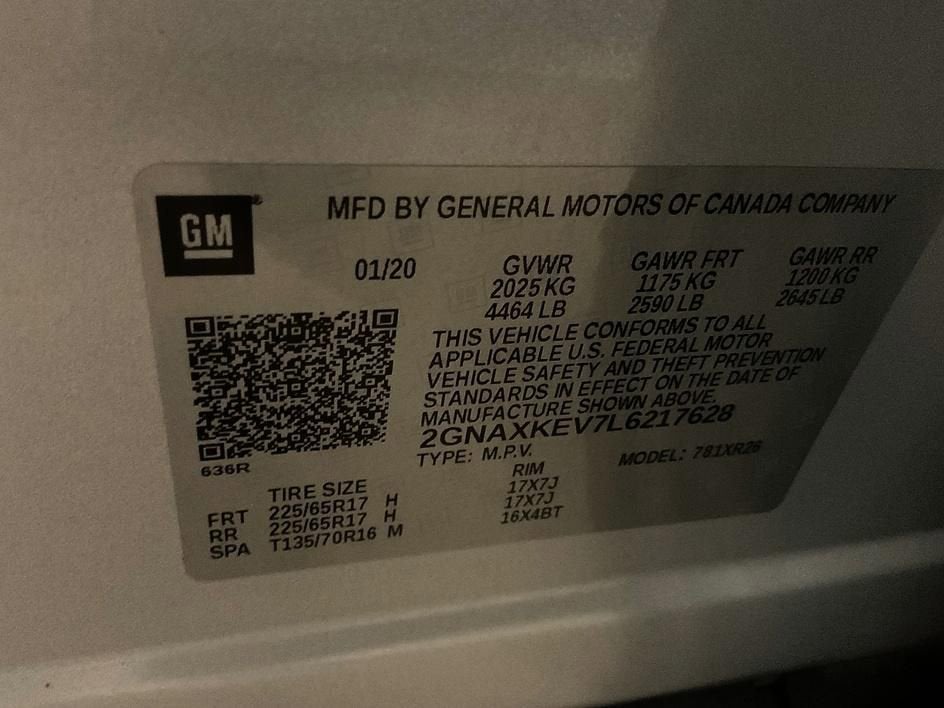 GM®
MFD BY GENERAL MOTORS OF CANADA COMPANY
01/20
GVWR GAWR FRT GAWR RR
2025 KG 1175 KG 1200 KG
4464 LB 2590 LB 2645 LB
THIS VEHICLE CONFORMS TO ALL
APPLICABLE U.S. FEDERAL MOTOR
VEHICLE SAFETY AND THEFT PREVENTION
STANDARDS IN EFFECT ON THE DATE OF
MANUFACTURE SHOWN ABOVE.
2GNAXKEV7L6217628
TYPE: M.P.V. MODEL: 781XR26
636R
TIRE SIZE RIM
FRT 225/65R17 H 17X7J
RR 225/65R17 H 17X7J
SPA T135/70R16 M 16X4BT